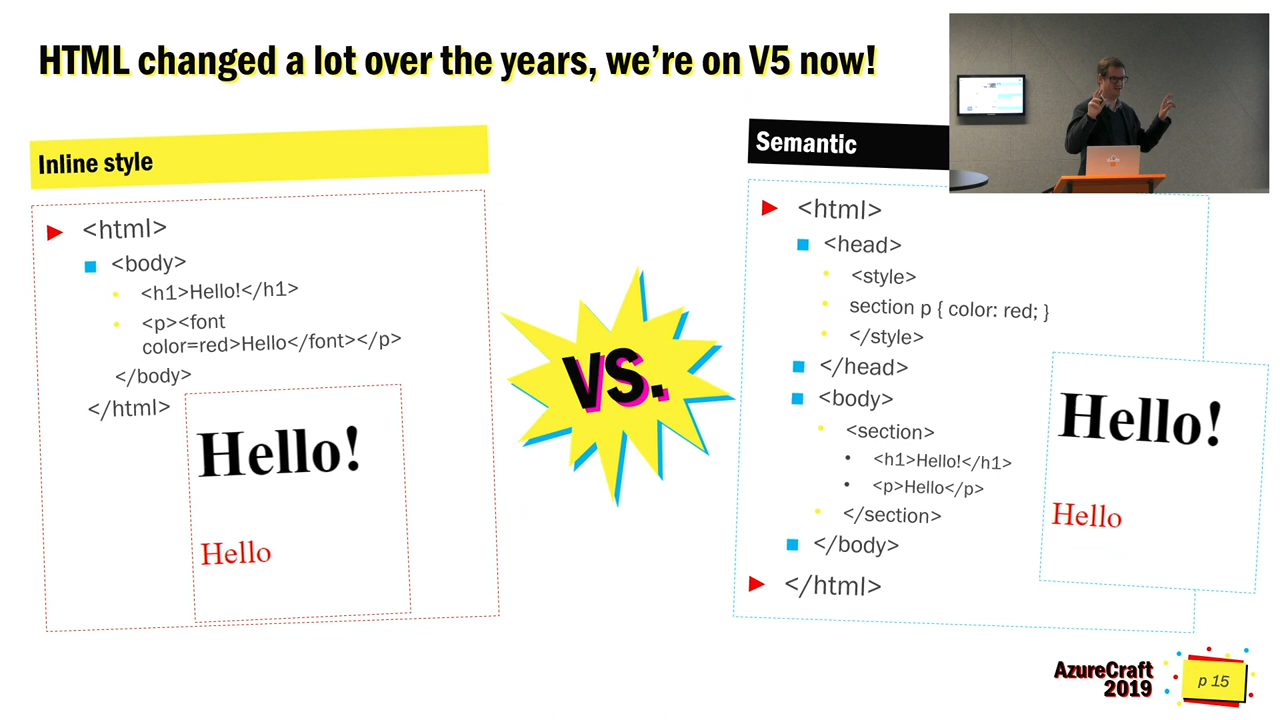 HTML changed a lot over the years, we're on V5 now!
Inline style
<html>
<body>
<h1>Hello!</h1>
<p><font
color=red>Hello</font></p>
</body>
</html>
Hello!
Hello
VS.
Semantic
<html>
<head>
<style>
section p { color: red; }
</style>
</head>
<body>
<section>
<h1>Hello!</h1>
<p>Hello</p>
</section>
</body>
</html>
Hello!
Hello
AzureCraft
2019
p 15